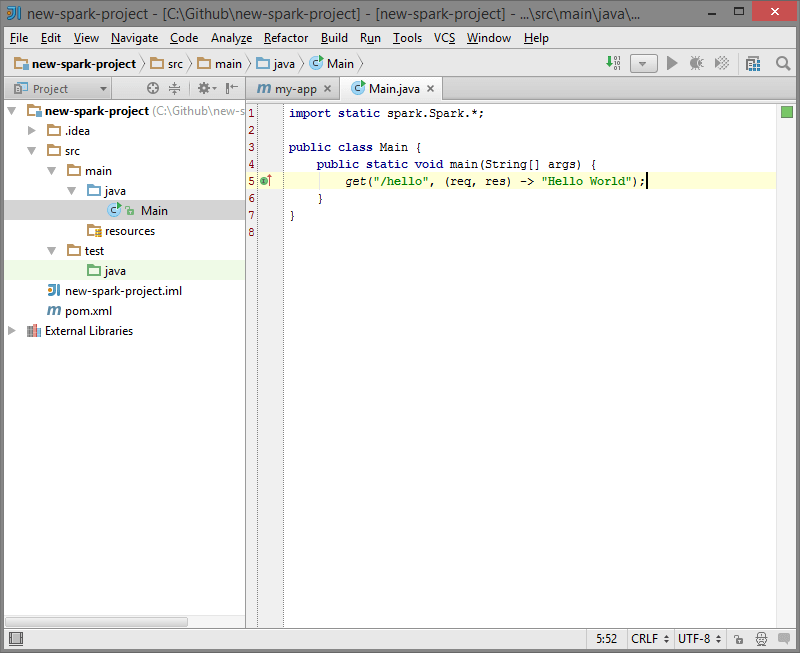 new-spark-project - [C:\Github\new-spark-project] - [new-spark-project] - ...\src\main\java\...
File Edit View Navigate Code Analyze Refactor Build Run Tools VCS Window Help
new-spark-project src main java Main
Project
my-app Main.java
new-spark-project (C:\Github\new-s
.idea
src
main
java
Main
resources
test
java
new-spark-project.iml
pom.xml
External Libraries
1 import static spark.Spark.*;
2
3 public class Main {
4 public static void main(String[] args) {
5 get("/hello", (req, res) -> "Hello World");
6 }
7 }
8
5:52 CRLF UTF-8